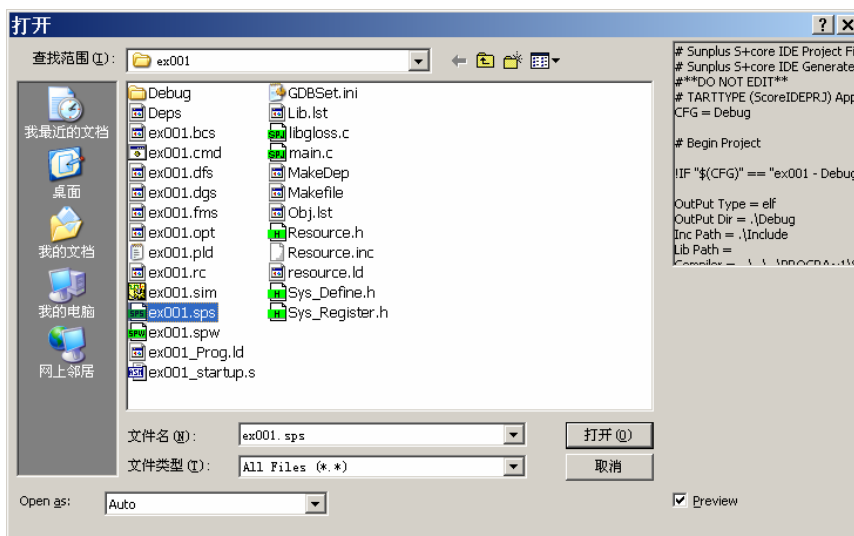 打开
查找范围(I):
ex001
我最近的文档
桌面
我的文档
我的电脑
网上邻居
Debug
Deps
ex001.bcs
ex001.cmd
ex001.dfs
ex001.dgs
ex001.fms
ex001.opt
ex001.pld
ex001.rc
ex001.sim
ex001.sps
ex001.spw
ex001_Prog.ld
ex001_startup.s
GDBSet.ini
Lib.lst
libgloss.c
main.c
MakeDep
Makefile
Obj.lst
Resource.h
Resource.inc
resource.ld
Sys_Define.h
Sys_Register.h
# Sunplus S+core IDE Project Fi
# Sunplus S+core IDE Generate
#**DO NOT EDIT**
# TARTTYPE (ScoreIDEPRJ) App
CFG = Debug
# Begin Project
!IF "$(CFG)" == "ex001 - Debug
OutPut Type = elf
OutPut Dir = .\Debug
Inc Path = .\Include
Lib Path =
文件名(N):
ex001.sps
打开(O)
文件类型(T):
All Files (*.*)
取消
Open as:
Auto
Preview